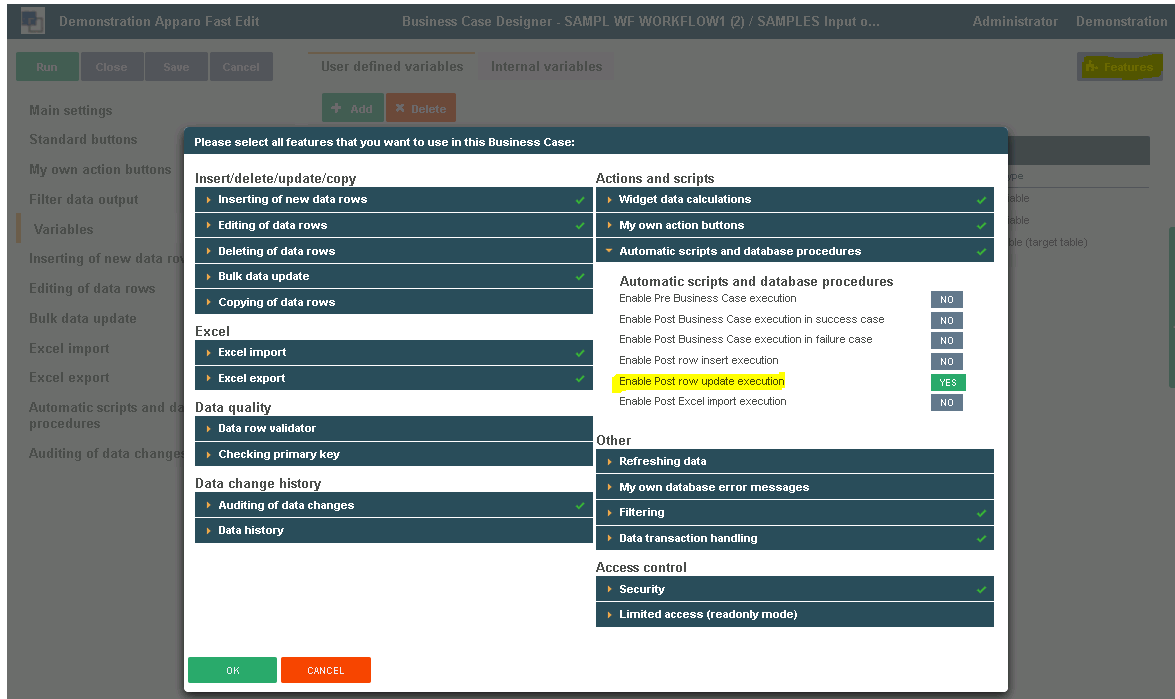 Demonstration Apparo Fast Edit
Business Case Designer - SAMPL WF WORKFLOW1 (2) / SAMPLES Input o...
Administrator
Demonstration
Run
Close
Save
Cancel
User defined variables
Internal variables
Features
Add
Delete
Main settings
Standard buttons
My own action buttons
Filter data output
Variables
Inserting of new data row
Editing of data rows
Bulk data update
Excel import
Excel export
Automatic scripts and da
procedures
Auditing of data changes
ype
iable
iable
ble (target table)
Please select all features that you want to use in this Business Case:
Insert/delete/update/copy
Inserting of new data rows
Editing of data rows
Deleting of data rows
Bulk data update
Copying of data rows
Excel
Excel import
Excel export
Data quality
Data row validator
Checking primary key
Data change history
Auditing of data changes
Data history
Actions and scripts
Widget data calculations
My own action buttons
Automatic scripts and database procedures
Automatic scripts and database procedures
Enable Pre Business Case execution NO
Enable Post Business Case execution in success case NO
Enable Post Business Case execution in failure case NO
Enable Post row insert execution NO
Enable Post row update execution YES
Enable Post Excel import execution NO
Other
Refreshing data
My own database error messages
Filtering
Data transaction handling
Access control
Security
Limited access (readonly mode)
OK
CANCEL